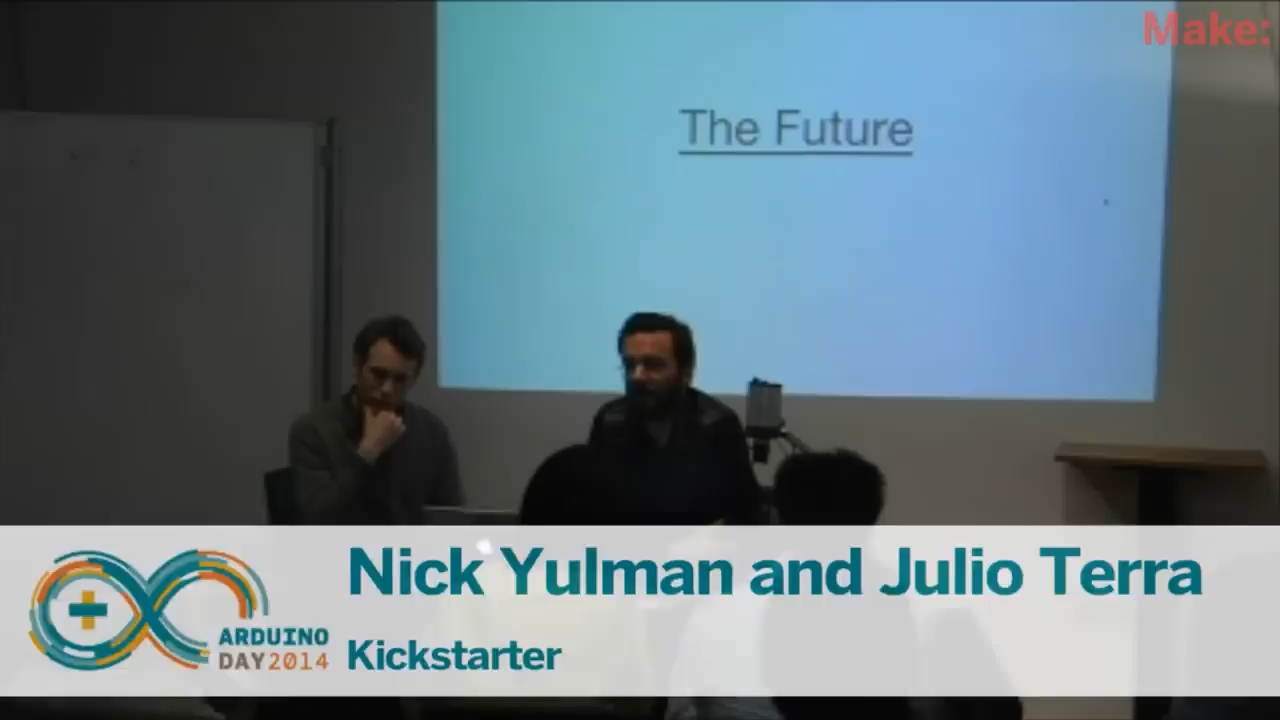 Make:
The Future
Nick Yulman and Julio Terra
ARDUINO
DAY2014
Kickstarter